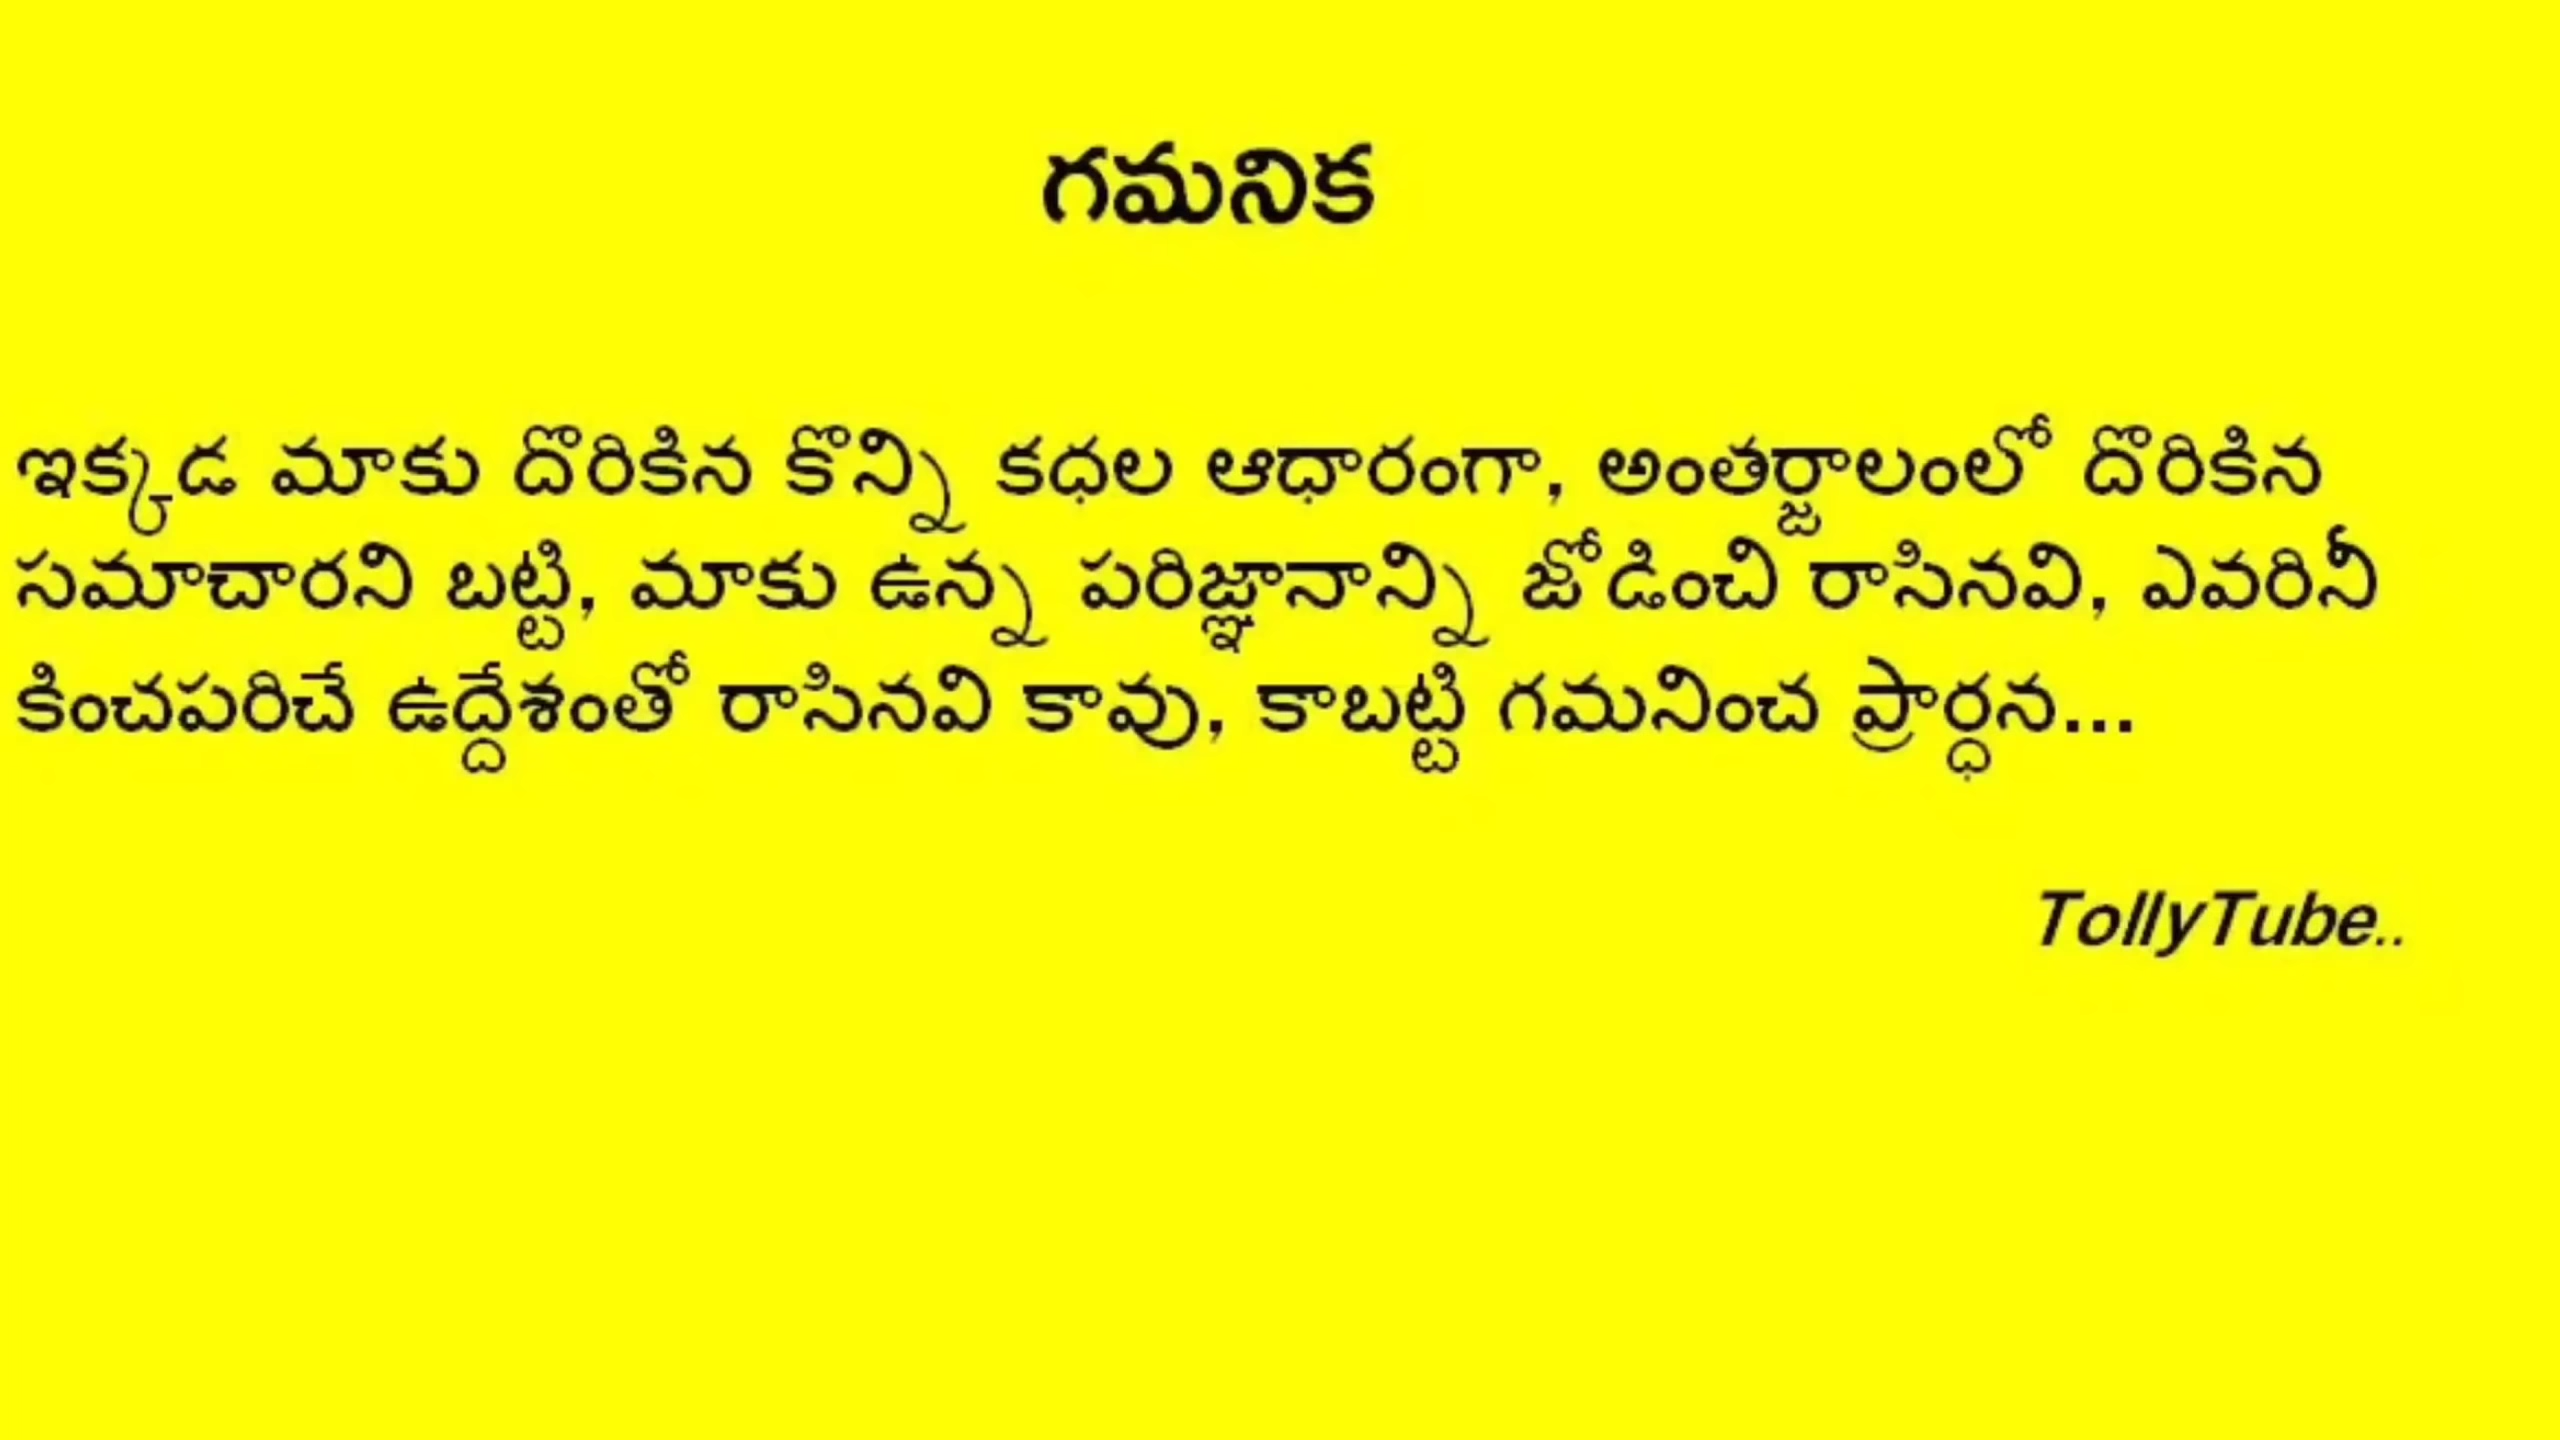 గమనిక
ఇక్కడ మాకు దొరికిన కొన్ని కధల ఆధారంగా, అంతర్జాలంలో దొరికిన
సమాచారని బట్టి, మాకు ఉన్న పరిజ్ఞానాన్ని జోడించి రాసినవి, ఎవరినీ
కించపరిచే ఉద్దేశంతో రాసినవి కావు, కాబట్టి గమనించ ప్రార్ధన...
TollyTube..